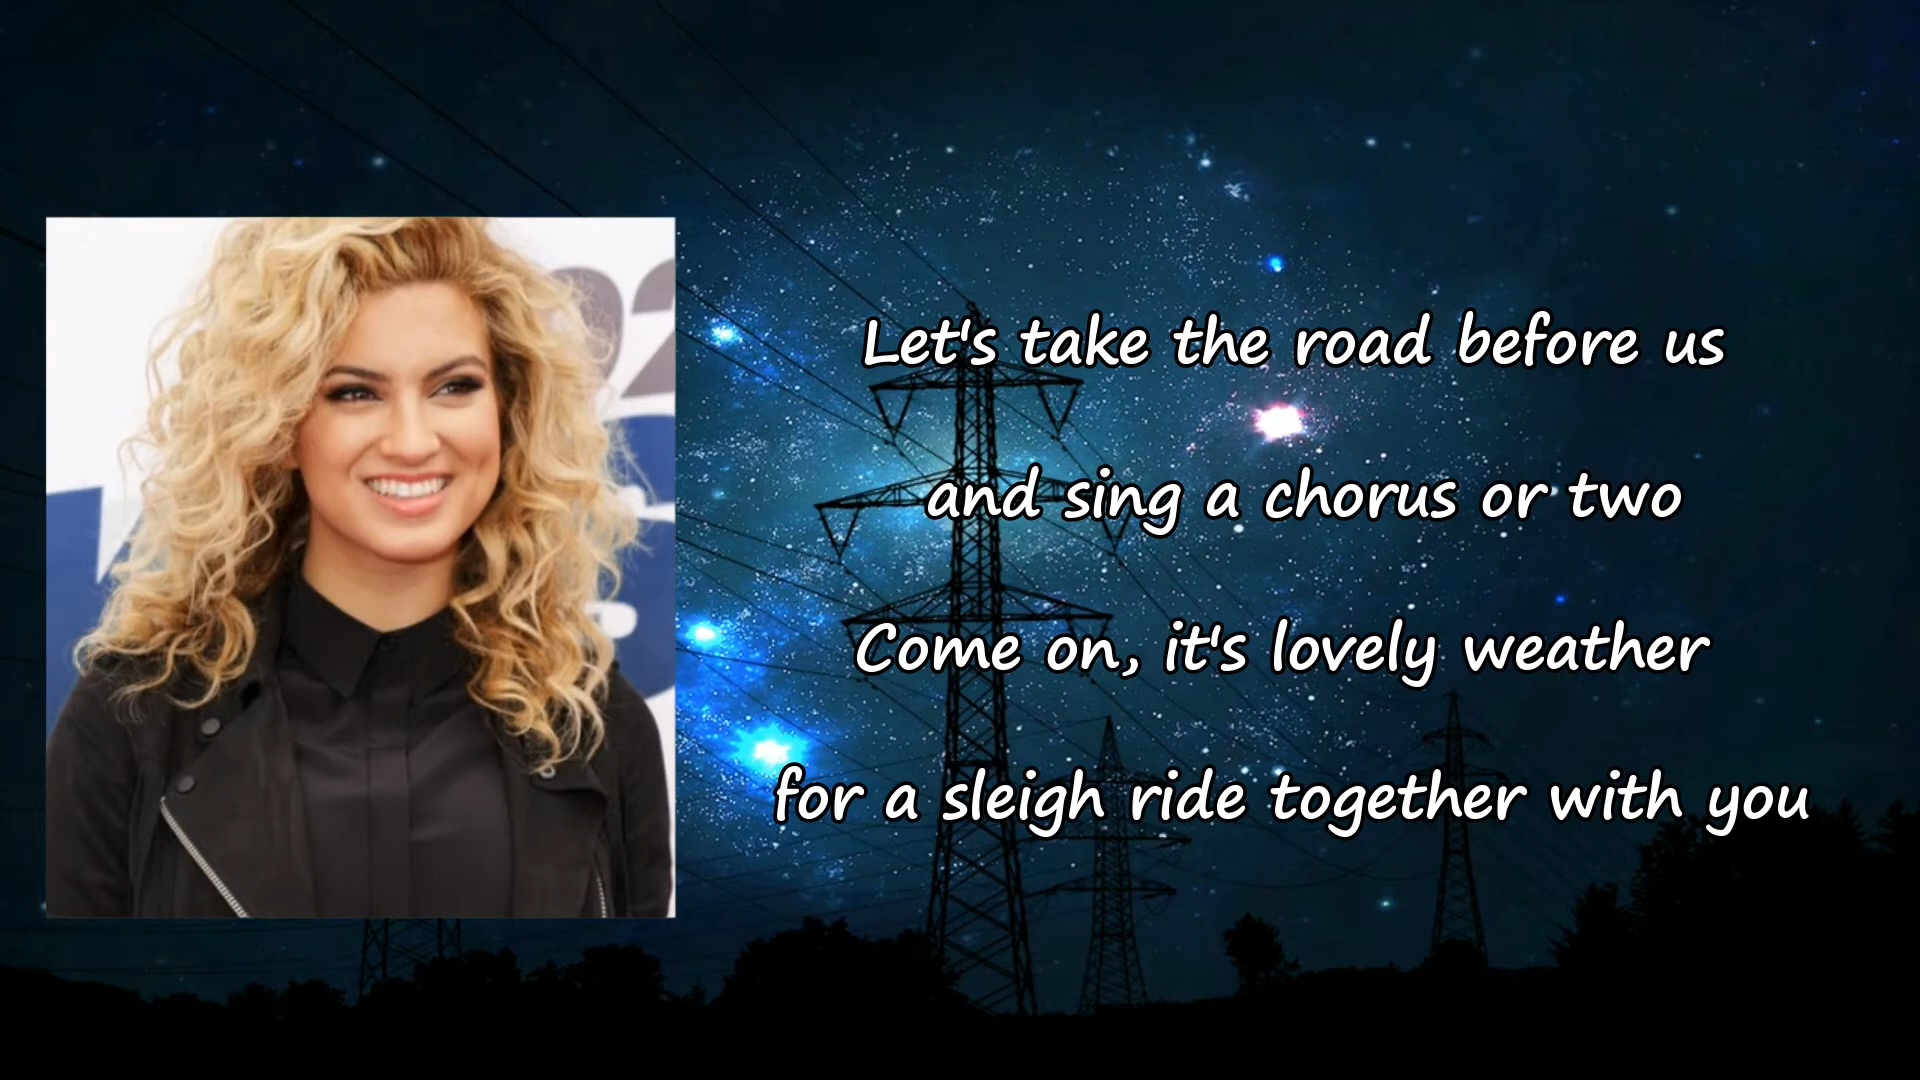 Let's take the road before us
and sing a chorus or two
Come on, it's lovely weather
for a sleigh ride together with you